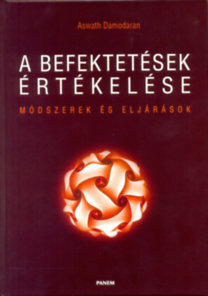 Aswath Damodaran
A BEFEKTETÉSEK
ÉRTÉKELÉSE
MÓDSZEREK ÉS ELJÁRÁSOK
PANEM